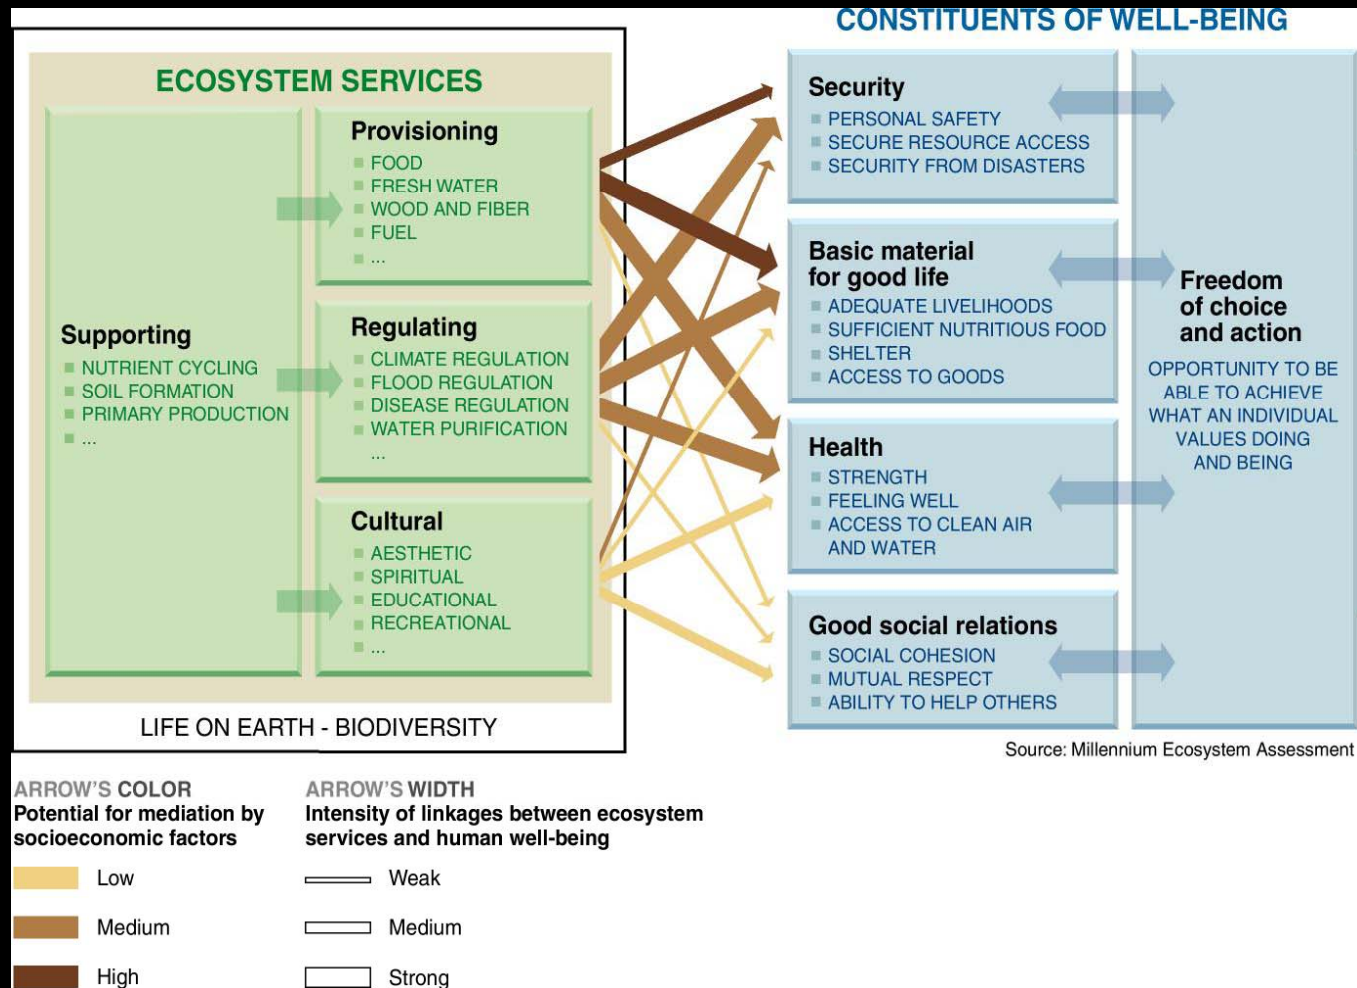 CONSTITUENTS OF WELL-BEING
ECOSYSTEM SERVICES
Supporting
NUTRIENT CYCLING
SOIL FORMATION
PRIMARY PRODUCTION
...
Provisioning
FOOD
FRESH WATER
WOOD AND FIBER
FUEL
...
Regulating
CLIMATE REGULATION
FLOOD REGULATION
DISEASE REGULATION
WATER PURIFICATION
...
Cultural
AESTHETIC
SPIRITUAL
EDUCATIONAL
RECREATIONAL
...
LIFE ON EARTH - BIODIVERSITY
Security
PERSONAL SAFETY
SECURE RESOURCE ACCESS
SECURITY FROM DISASTERS
Basic material
for good life
ADEQUATE LIVELIHOODS
SUFFICIENT NUTRITIOUS FOOD
SHELTER
ACCESS TO GOODS
Health
STRENGTH
FEELING WELL
ACCESS TO CLEAN AIR
AND WATER
Good social relations
SOCIAL COHESION
MUTUAL RESPECT
ABILITY TO HELP OTHERS
Freedom
of choice
and action
OPPORTUNITY TO BE
ABLE TO ACHIEVE
WHAT AN INDIVIDUAL
VALUES DOING
AND BEING
Source: Millennium Ecosystem Assessment
ARROW'S COLOR
Potential for mediation by
socioeconomic factors
Low
Medium
High
ARROW'S WIDTH
Intensity of linkages between ecosystem
services and human well-being
Weak
Medium
Strong